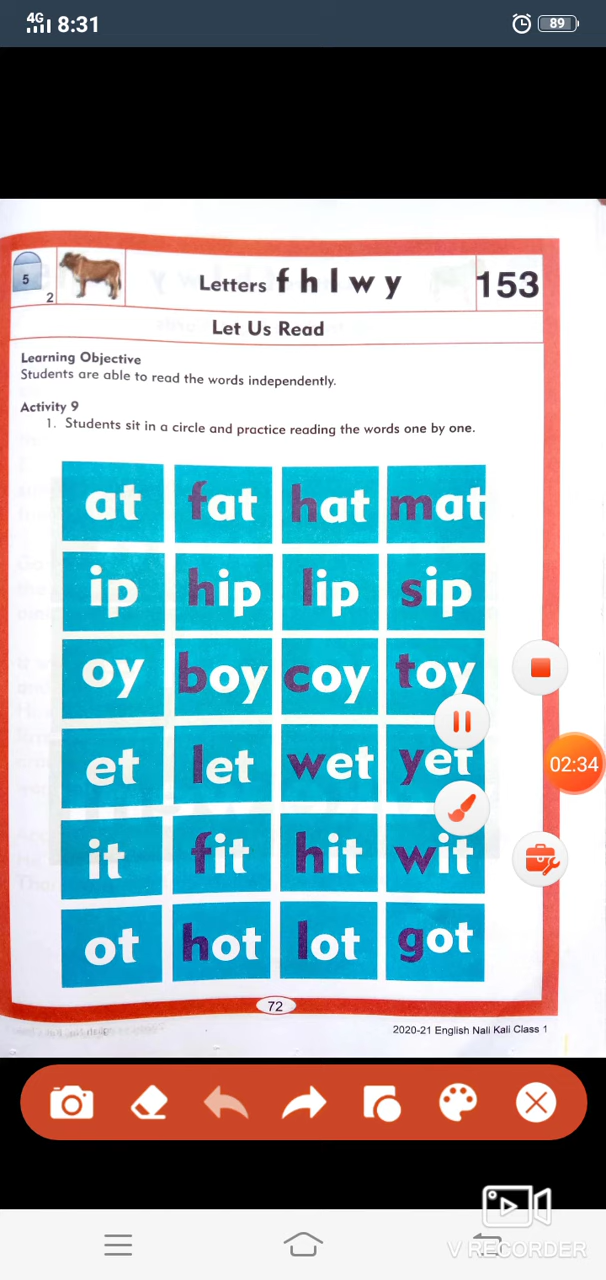 4G 8:31 89
5
2
Letters f h l w y 153
Let Us Read
Learning Objective
Students are able to read the words independently.
Activity 9
1. Students sit in a circle and practice reading the words one by one.
at fat hat mat
ip hip lip sip
oy boy coy toy
et let wet yet
02:34
it fit hit wit
ot hot lot got
72
2020-21 English Nali Kali Class 1
V RECORDER